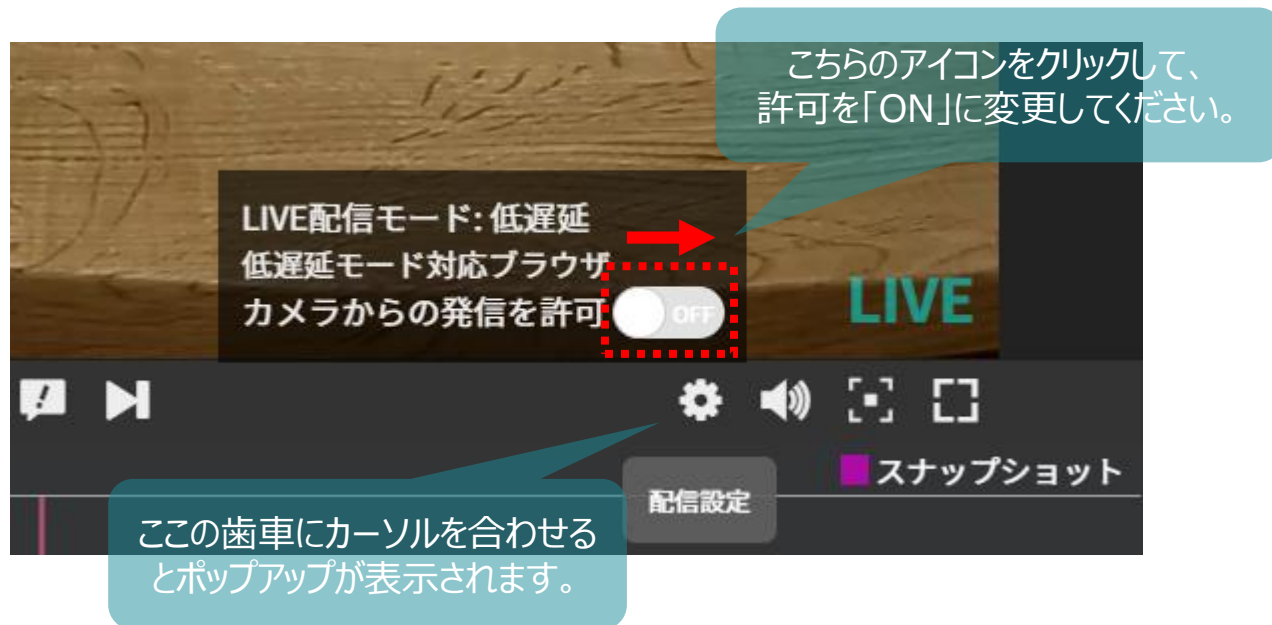 こちらのアイコンをクリックして、
許可を「ON」に変更してください。
LIVE配信モード: 低遅延
低遅延モード対応ブラウザ
カメラからの発信を許可
OFF
LIVE
スナップショット
配信設定
ここの歯車にカーソルを合わせる
とポップアップが表示されます。